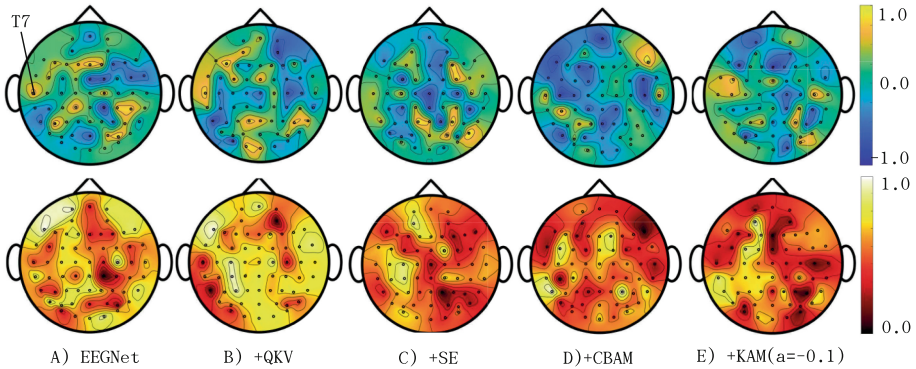 T7
1.0
0.0
-1.0
1.0
0.0
A) EEGNet B) +QKV C) +SE D)+CBAM E) +KAM(a=-0.1)